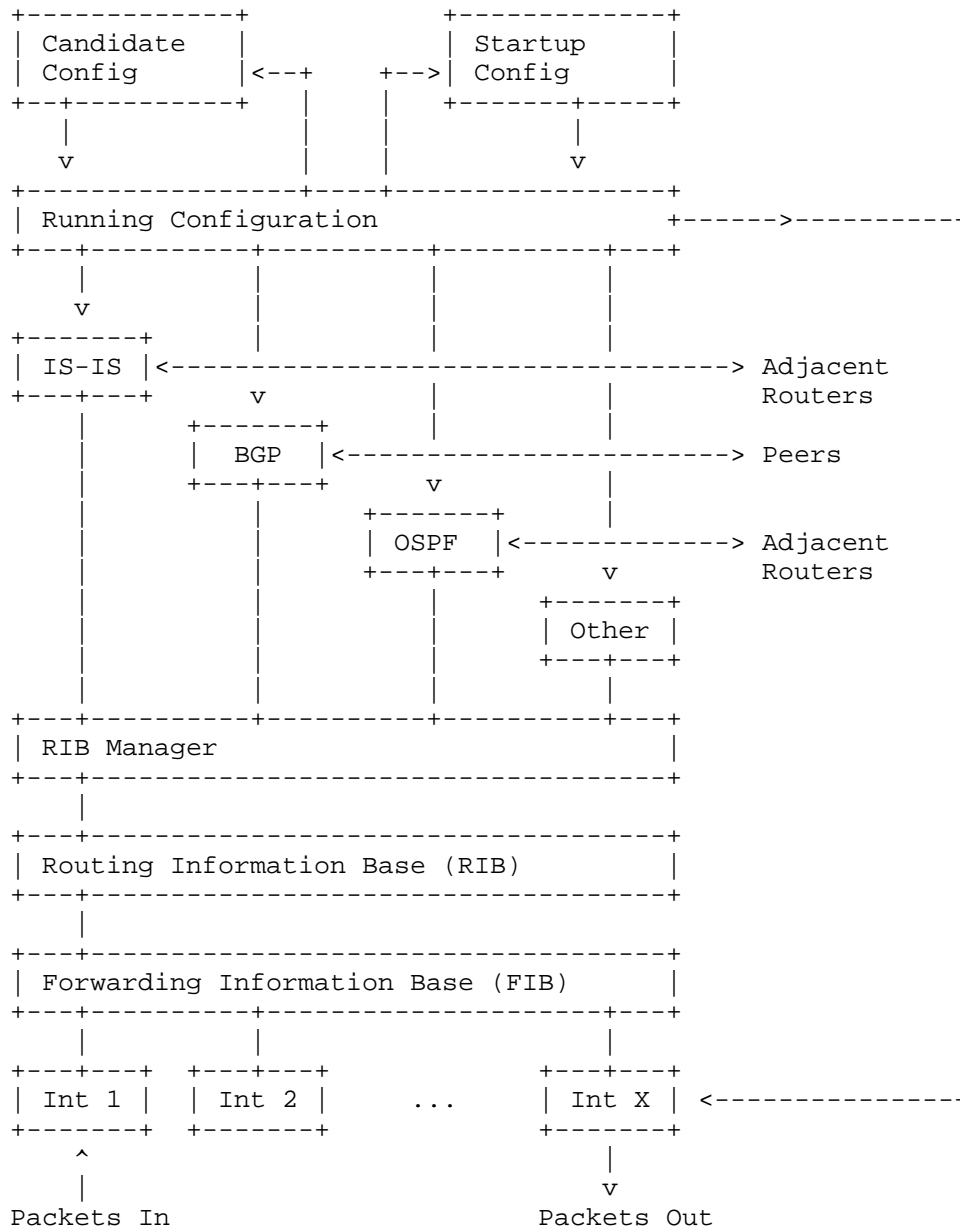 Candidate Startup
Config Config
Running Configuration
IS-IS Adjacent
Routers
BGP Peers
OSPF Adjacent
Routers
Other
RIB Manager
Routing Information Base (RIB)
Forwarding Information Base (FIB)
Int 1 Int 2 ... Int X
Packets In Packets Out